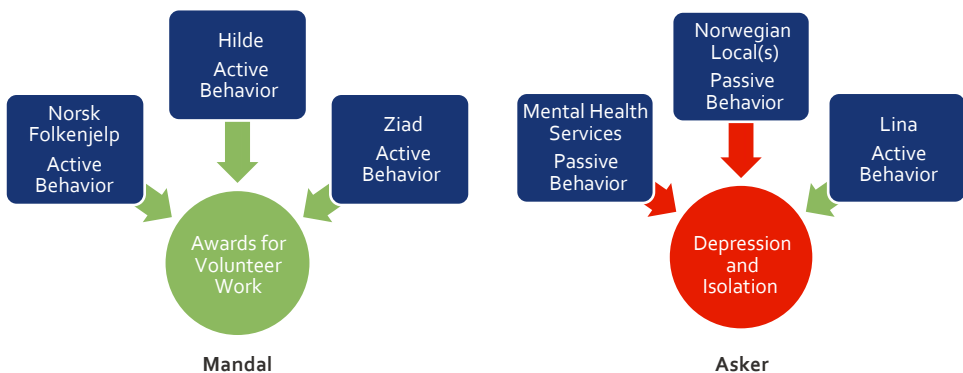 Hilde
Active
Behavior
Norsk
Folkenjelp
Active
Behavior
Ziad
Active
Behavior
Awards for
Volunteer
Work
Mandal
Norwegian
Local(s)
Passive
Behavior
Mental Health
Services
Passive
Behavior
Lina
Active
Behavior
Depression
and
Isolation
Asker